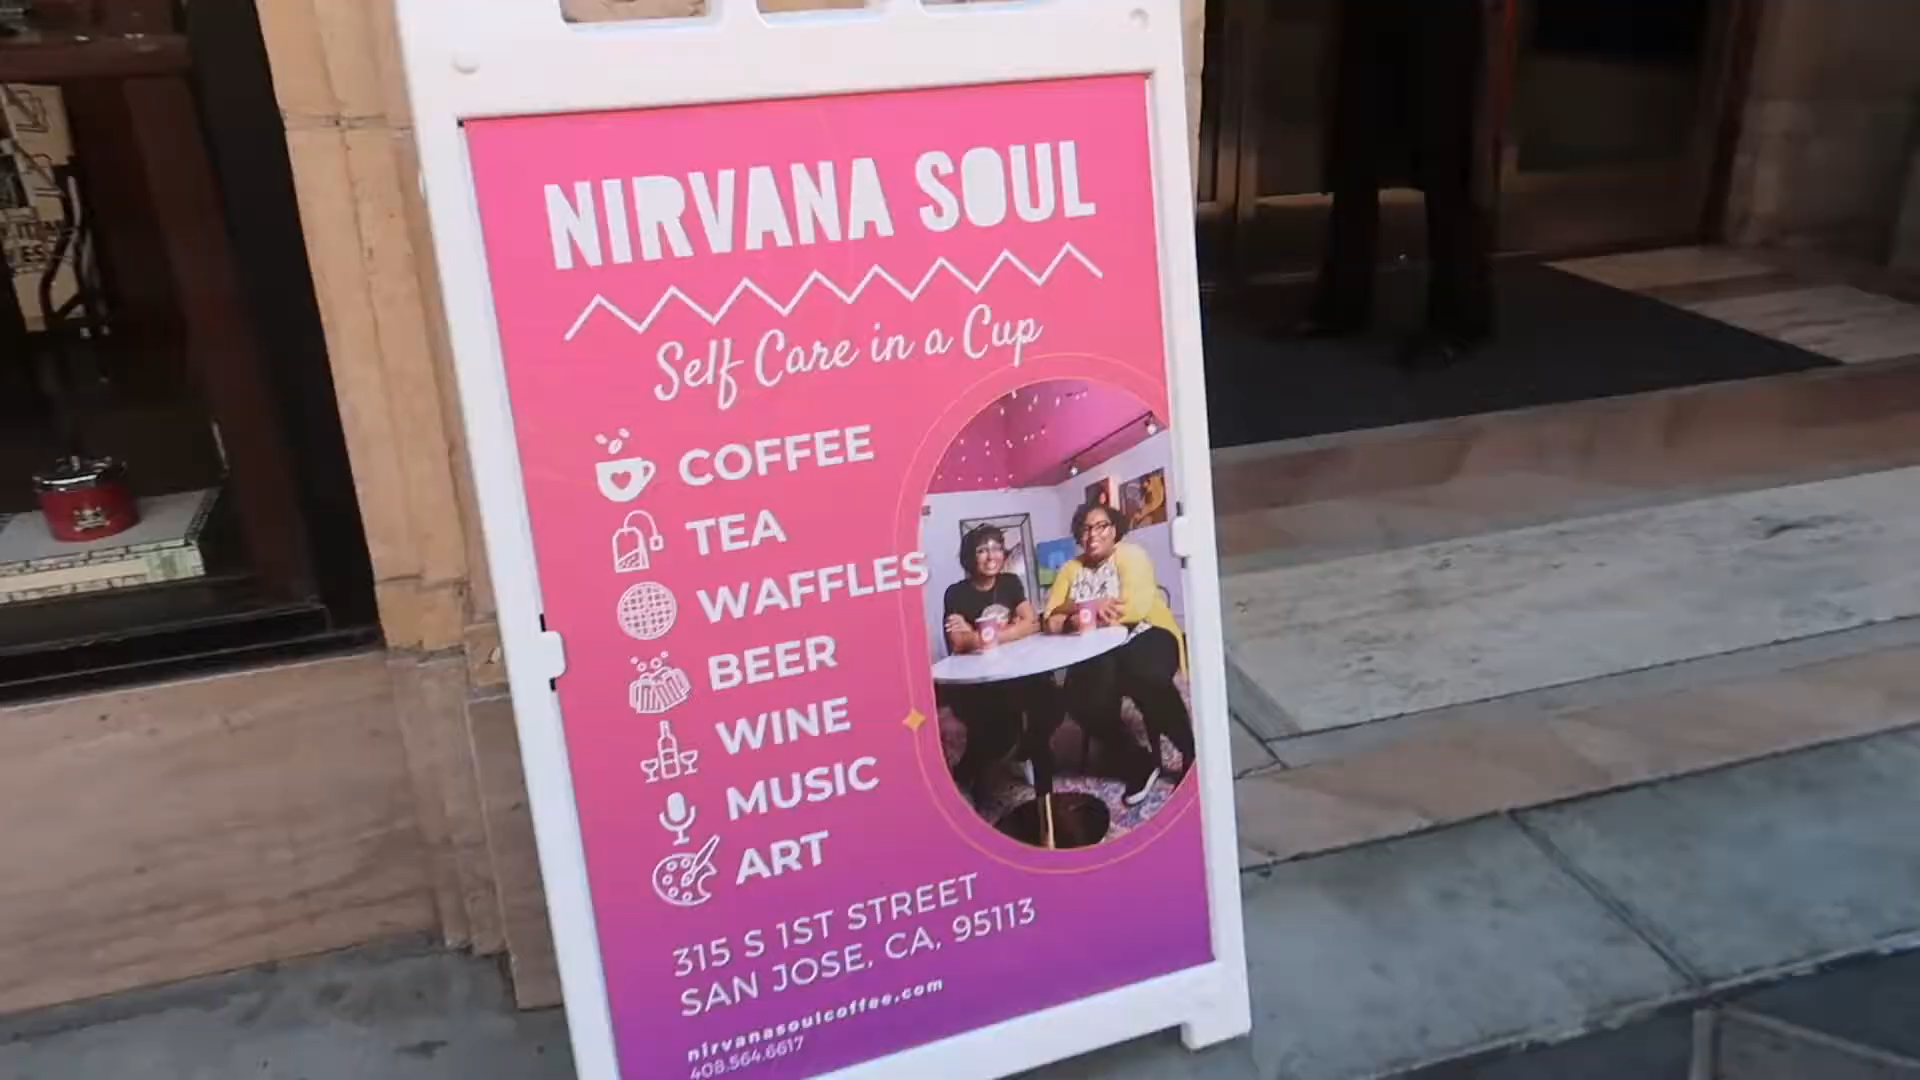 NIRVANA SOUL
Self Care in a Cup
COFFEE
TEA
WAFFLES
BEER
WINE
MUSIC
ART
315 S 1ST STREET
SAN JOSE, CA, 95113
nirvanasoulcoffee.com
408.564.6617